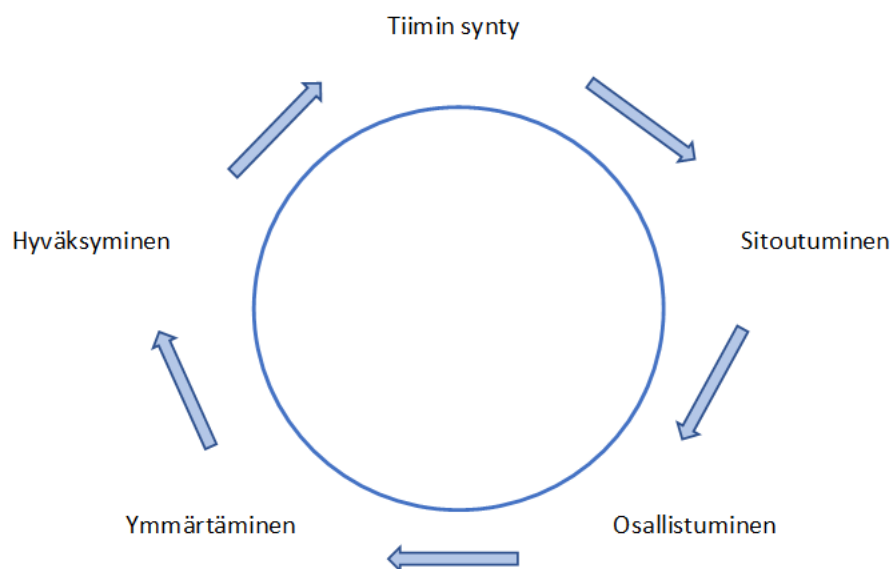 Tiimin synty
Sitoutuminen
Osallistuminen
Ymmärtäminen
Hyväksyminen